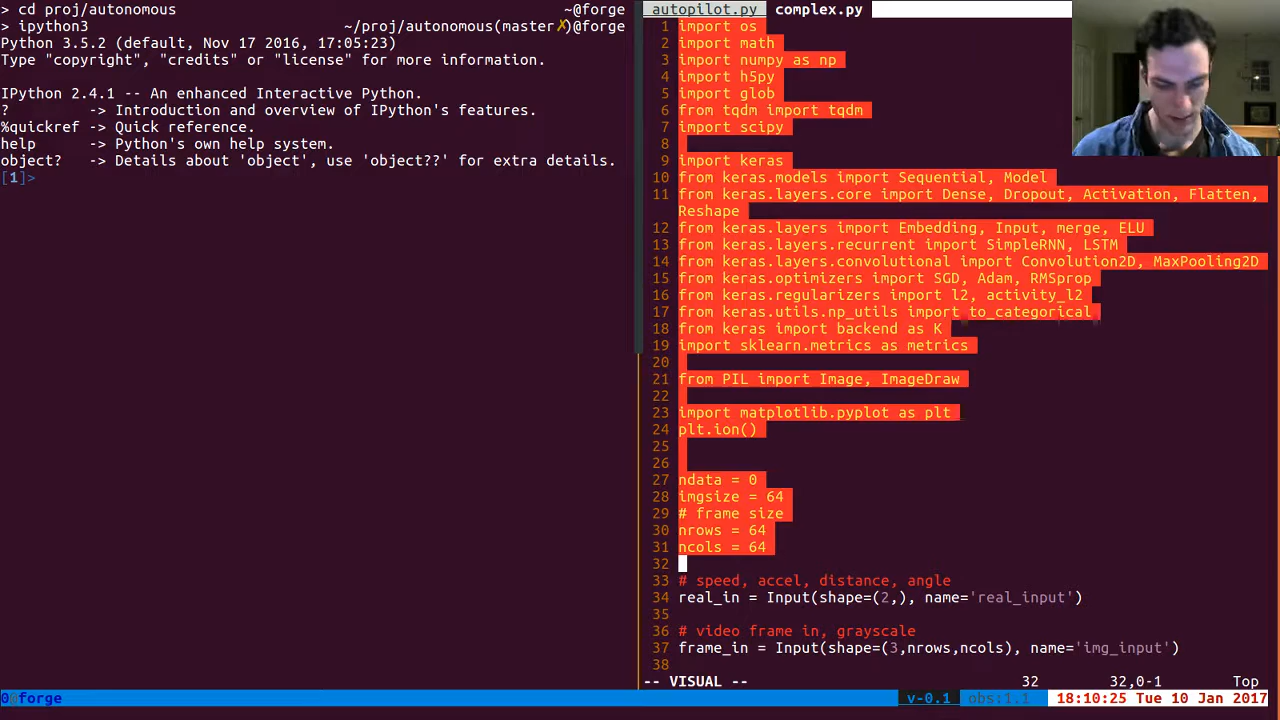 > cd proj/autonomous ~@forge
> ipython3 ~/proj/autonomous(master✗)@forge
Python 3.5.2 (default, Nov 17 2016, 17:05:23)
Type "copyright", "credits" or "license" for more information.
IPython 2.4.1 -- An enhanced Interactive Python.
? -> Introduction and overview of IPython's features.
%quickref -> Quick reference.
help -> Python's own help system.
object? -> Details about 'object', use 'object??' for extra details.
[1]>
autopilot.py complex.py
1 import os
2 import math
3 import numpy as np
4 import h5py
5 import glob
6 from tqdm import tqdm
7 import scipy
8
9 import keras
10 from keras.models import Sequential, Model
11 from keras.layers.core import Dense, Dropout, Activation, Flatten,
Reshape
12 from keras.layers import Embedding, Input, merge, ELU
13 from keras.layers.recurrent import SimpleRNN, LSTM
14 from keras.layers.convolutional import Convolution2D, MaxPooling2D
15 from keras.optimizers import SGD, Adam, RMSprop
16 from keras.regularizers import l2, activity_l2
17 from keras.utils.np_utils import to_categorical
18 from keras import backend as K
19 import sklearn.metrics as metrics
20
21 from PIL import Image, ImageDraw
22
23 import matplotlib.pyplot as plt
24 plt.ion()
25
26
27 ndata = 0
28 imgsize = 64
29 # frame size
30 nrows = 64
31 ncols = 64
32
33 # speed, accel, distance, angle
34 real_in = Input(shape=(2,), name='real_input')
35
36 # video frame in, grayscale
37 frame_in = Input(shape=(3,nrows,ncols), name='img_input')
38
-- VISUAL -- 32 32,0-1 Top
0@forge v-0.1 obs:1.1 18:10:25 Tue 10 Jan 2017